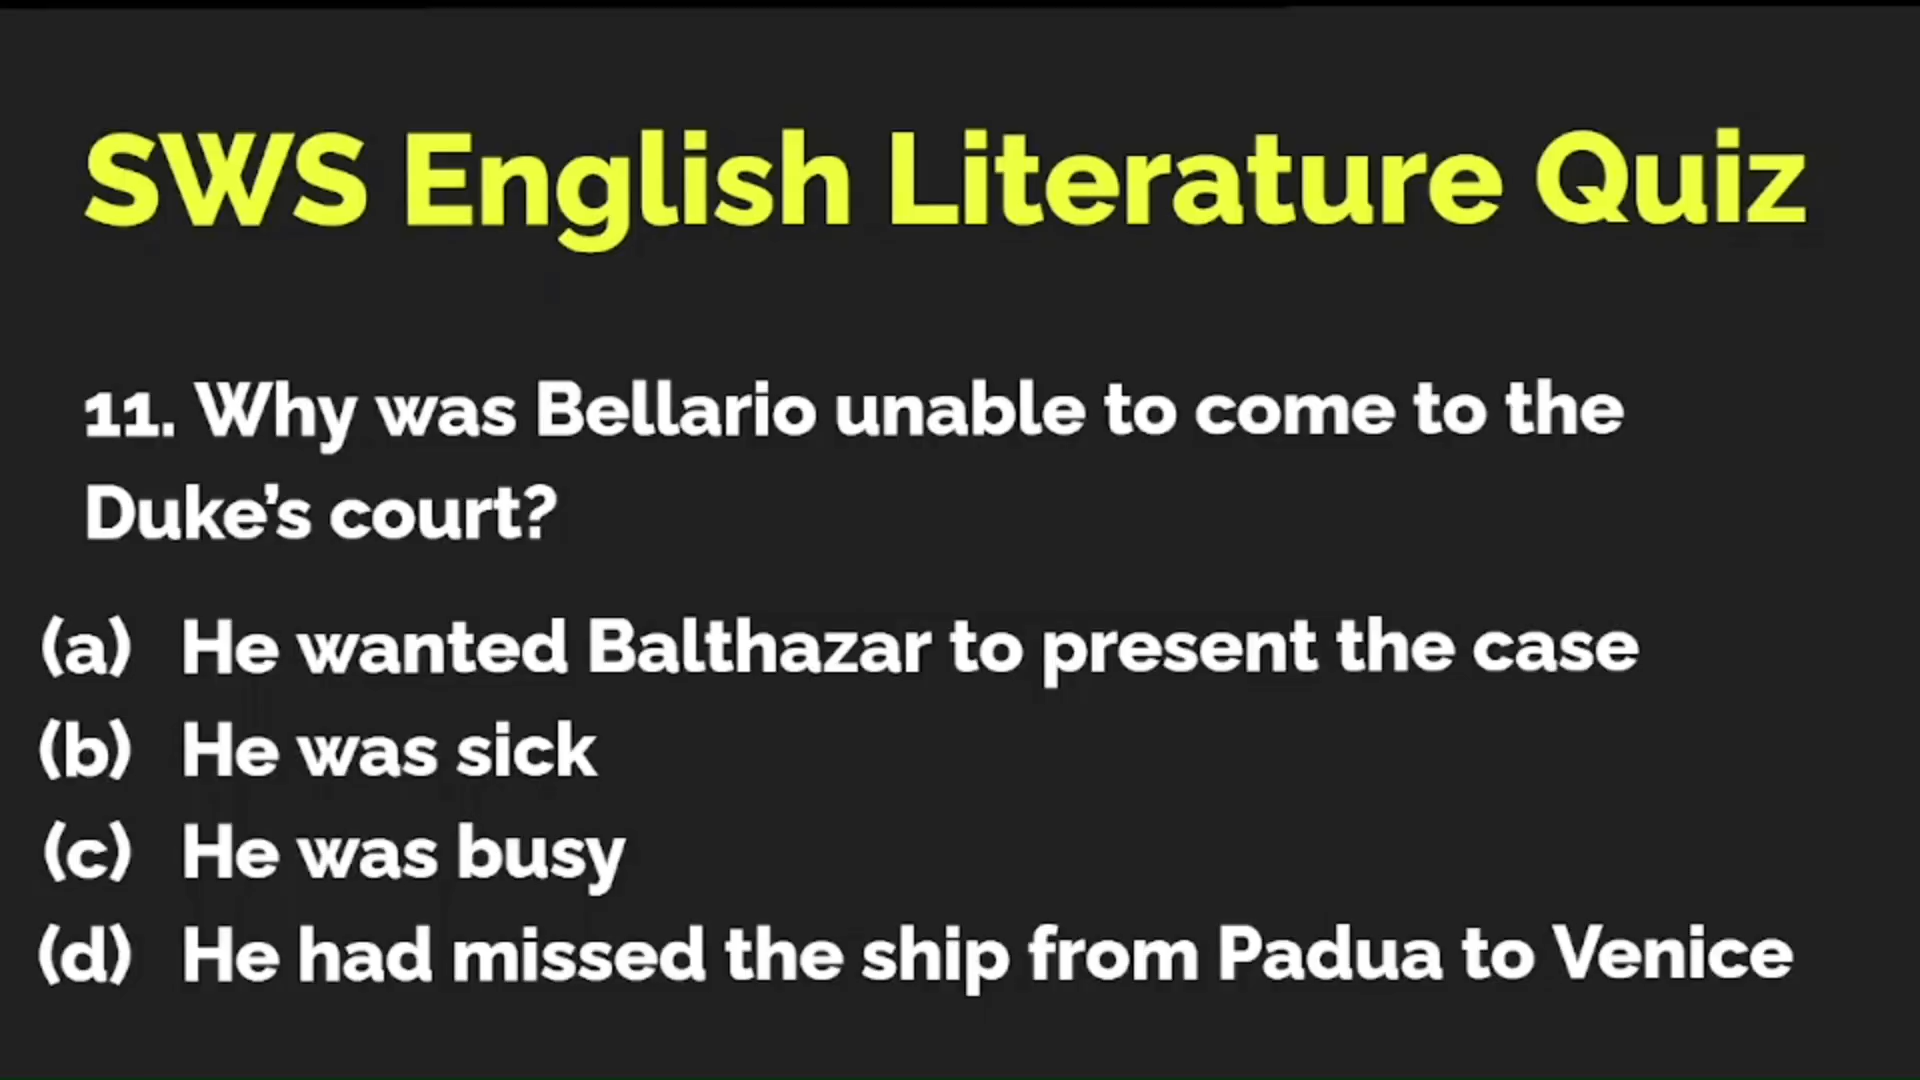 SWS English Literature Quiz
11. Why was Bellario unable to come to the
Duke’s court?
(a) He wanted Balthazar to present the case
(b) He was sick
(c) He was busy
(d) He had missed the ship from Padua to Venice